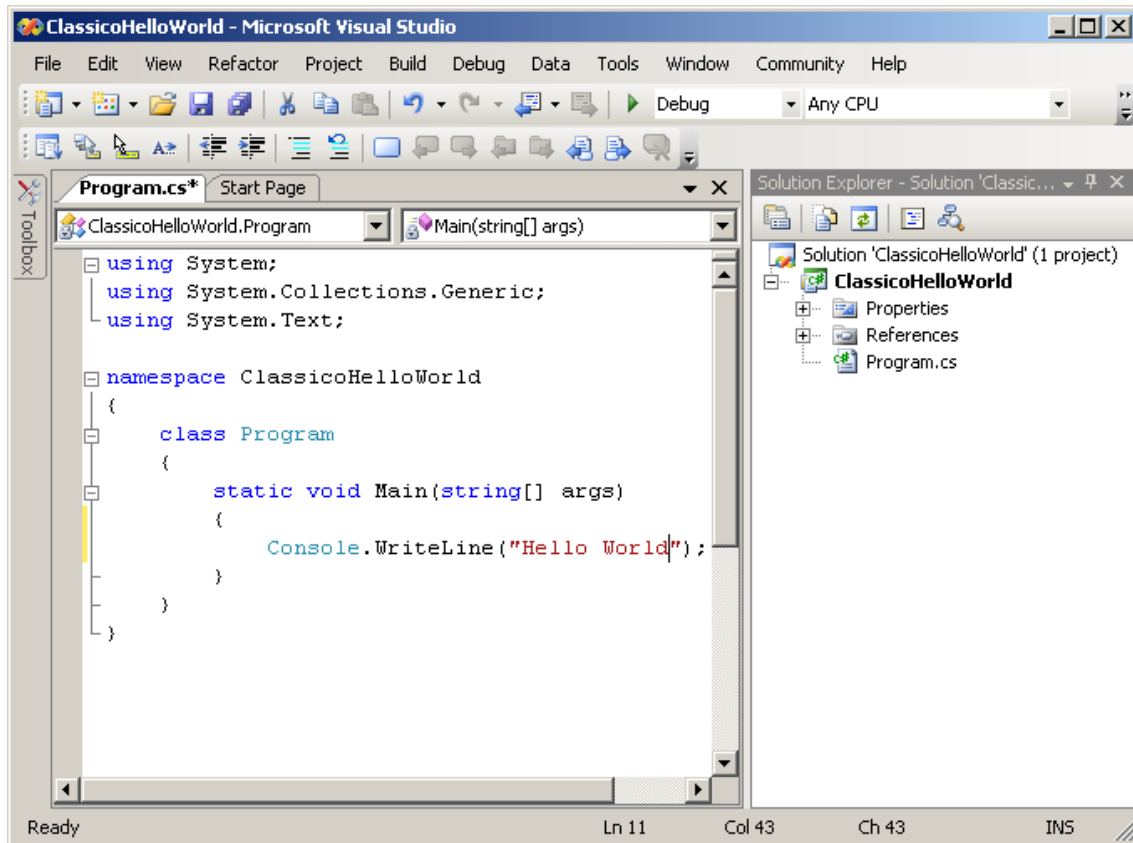 ClassicoHelloWorld - Microsoft Visual Studio
File Edit View Refactor Project Build Debug Data Tools Window Community Help
Debug Any CPU
Toolbox
Program.cs* Start Page
ClassicoHelloWorld.Program Main(string[] args)
using System;
using System.Collections.Generic;
using System.Text;
namespace ClassicoHelloWorld
{
class Program
{
static void Main(string[] args)
{
Console.WriteLine("Hello World");
}
}
}
Solution Explorer - Solution 'Classic...
Solution 'ClassicoHelloWorld' (1 project)
ClassicoHelloWorld
Properties
References
Program.cs
Ready Ln 11 Col 43 Ch 43 INS